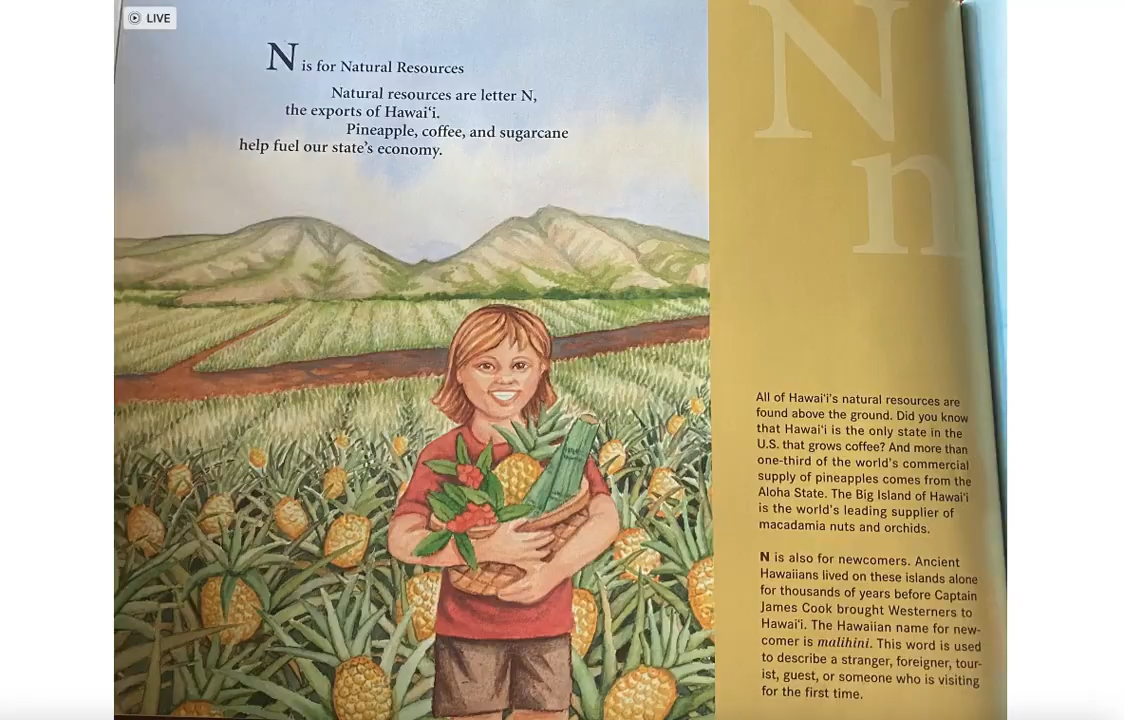 LIVE
N is for Natural Resources
Natural resources are letter N,
the exports of Hawai‘i.
Pineapple, coffee, and sugarcane
help fuel our state’s economy.
N
n
All of Hawai‘i’s natural resources are
found above the ground. Did you know
that Hawai‘i is the only state in the
U.S. that grows coffee? And more than
one-third of the world’s commercial
supply of pineapples comes from the
Aloha State. The Big Island of Hawai‘i
is the world’s leading supplier of
macadamia nuts and orchids.
N is also for newcomers. Ancient
Hawaiians lived on these islands alone
for thousands of years before Captain
James Cook brought Westerners to
Hawai‘i. The Hawaiian name for new-
comer is malihini. This word is used
to describe a stranger, foreigner, tour-
ist, guest, or someone who is visiting
for the first time.